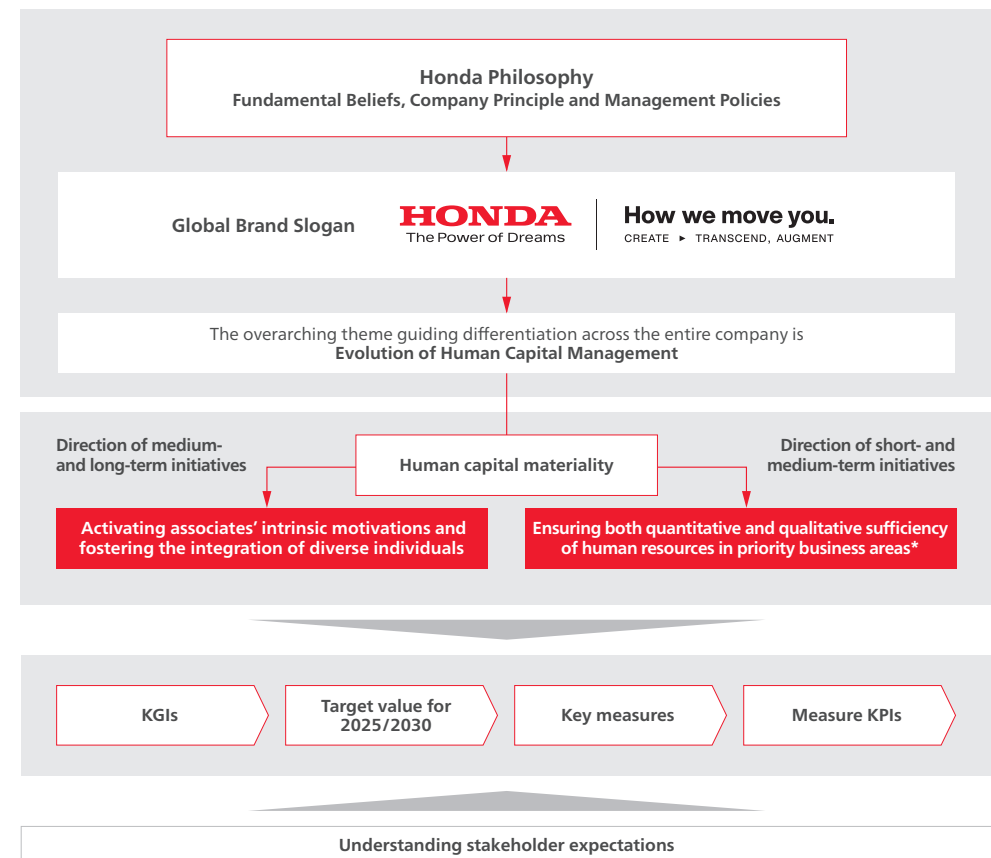 Honda Philosophy
Fundamental Beliefs, Company Principle and Management Policies
Global Brand Slogan
HONDA
The Power of Dreams
How we move you.
CREATE ▸ TRANSCEND, AUGMENT
The overarching theme guiding differentiation across the entire company is
Evolution of Human Capital Management
Direction of medium-
and long-term initiatives
Human capital materiality
Direction of short- and
medium-term initiatives
Activating associates’ intrinsic motivations and
fostering the integration of diverse individuals
Ensuring both quantitative and qualitative sufficiency
of human resources in priority business areas*
KGIs
Target value for
2025/2030
Key measures
Measure KPIs
Understanding stakeholder expectations